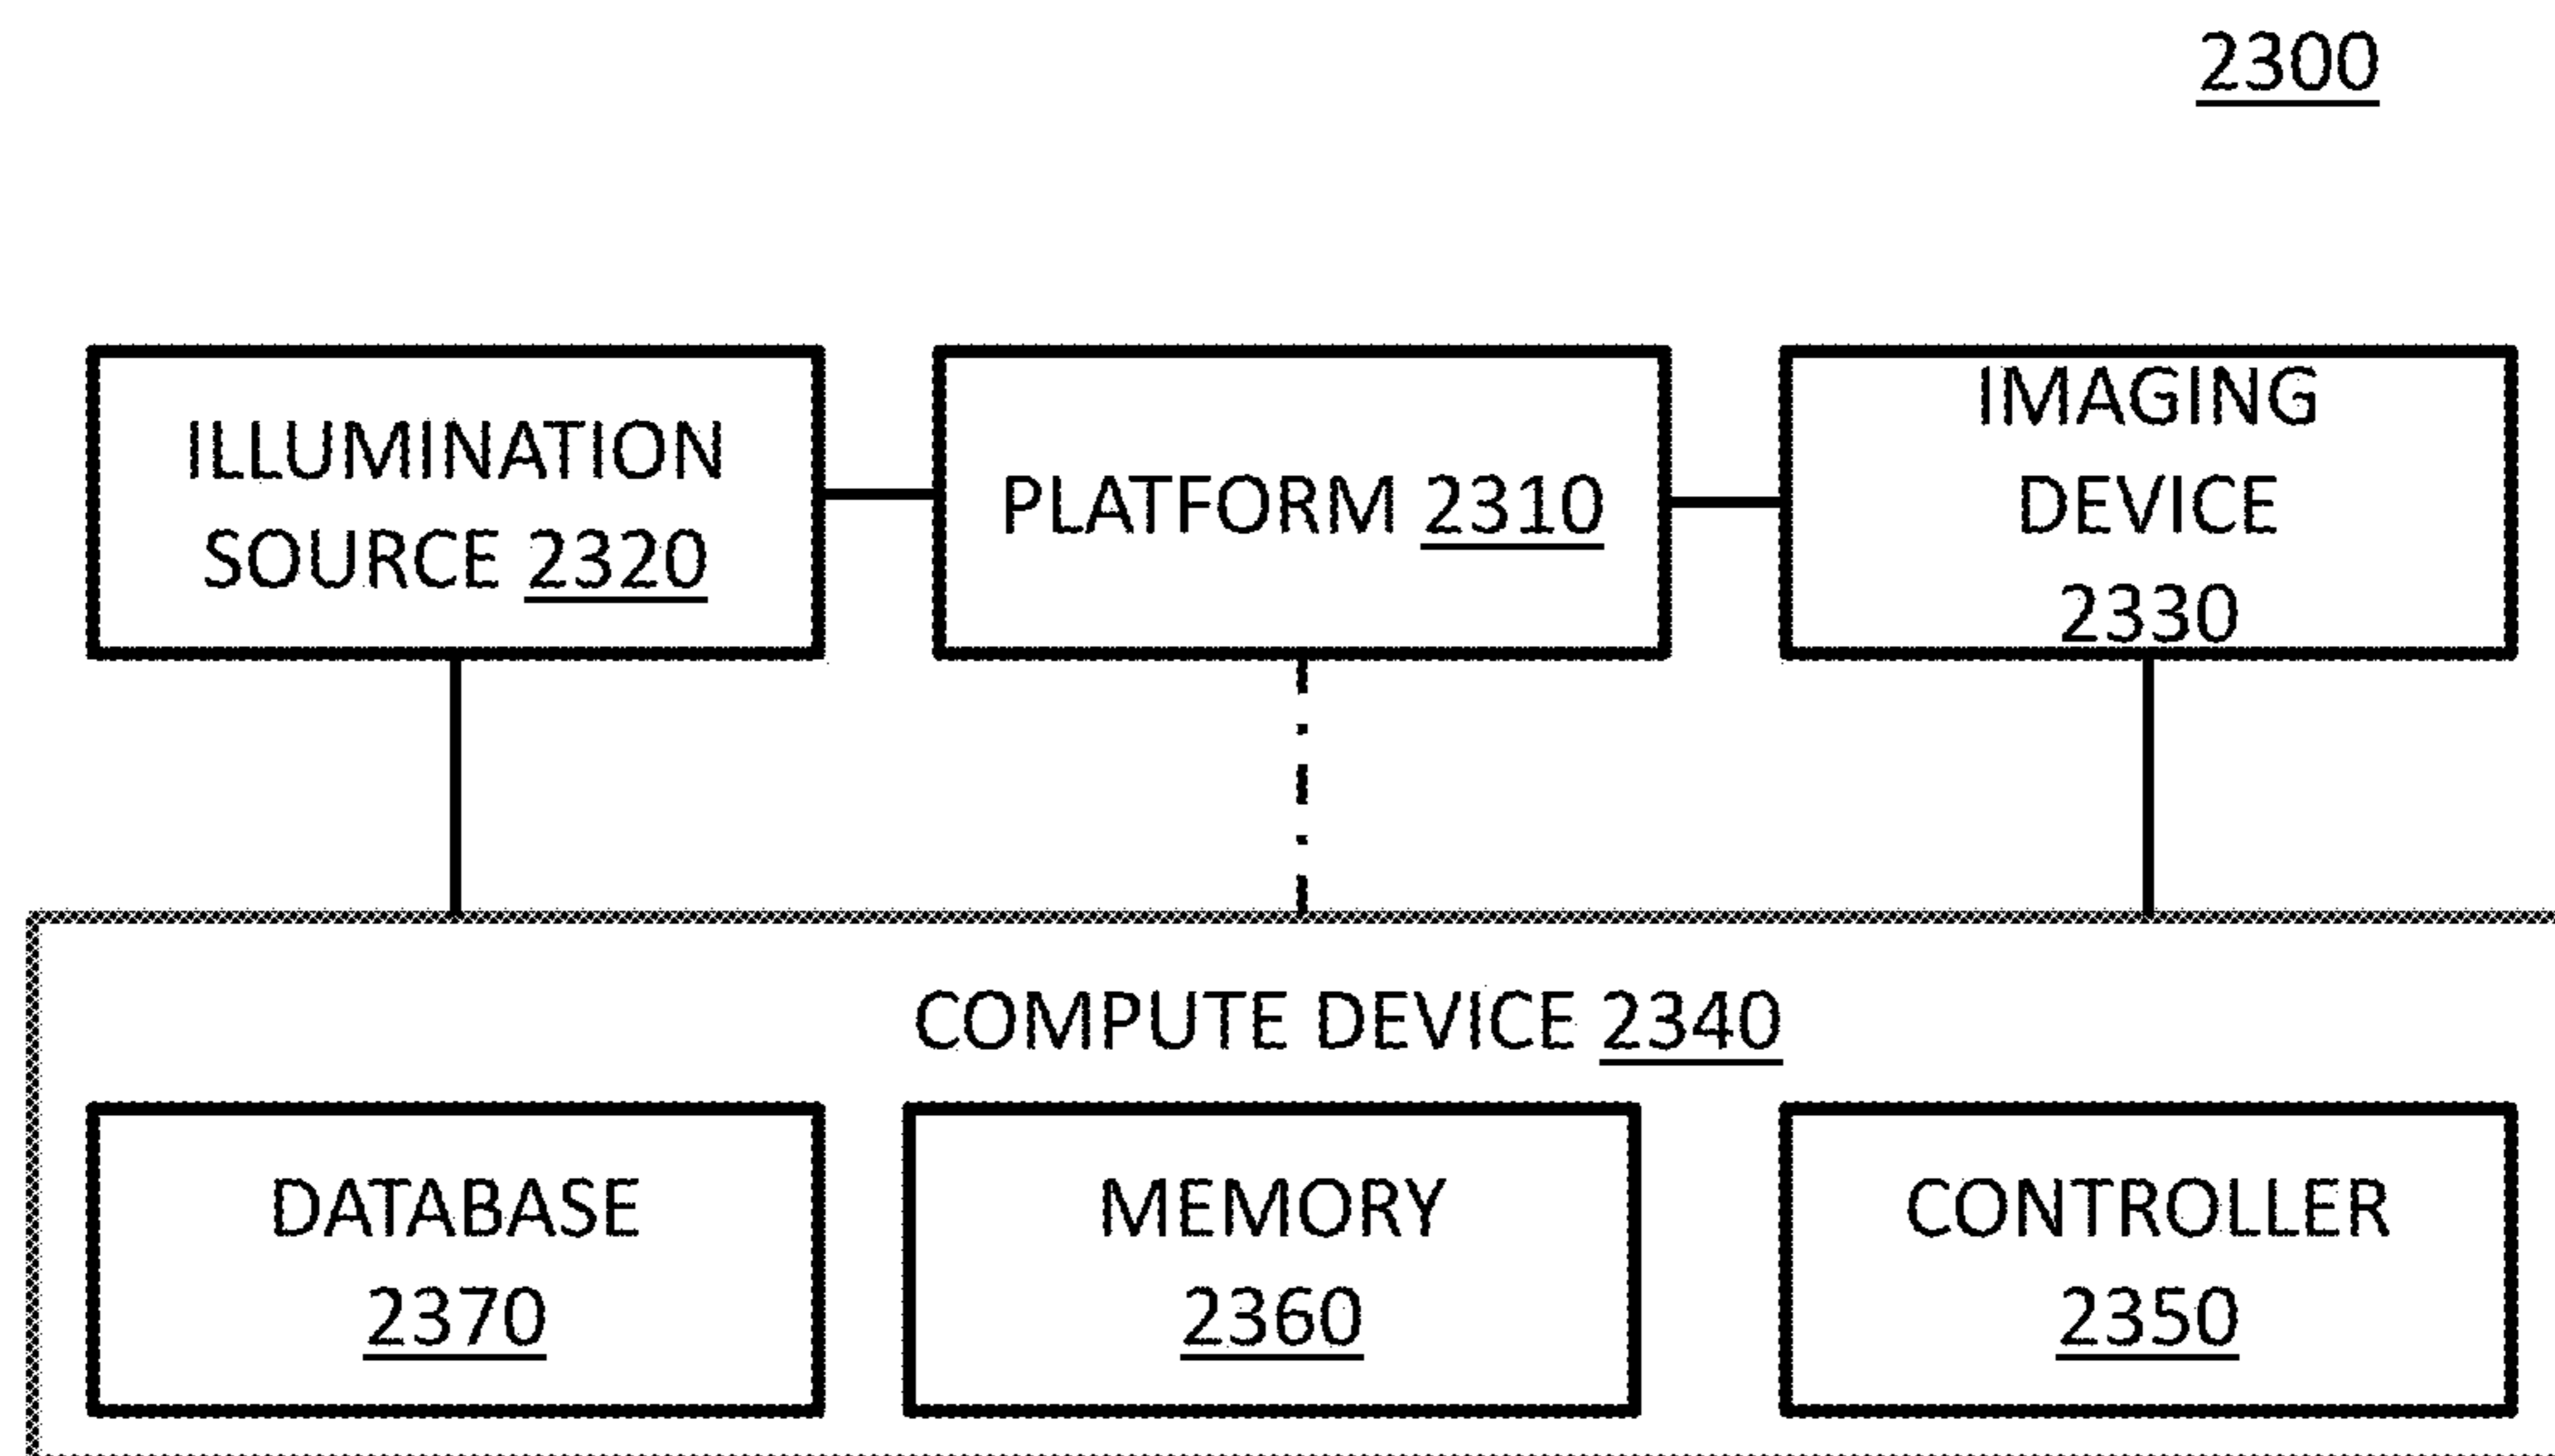 2300
ILLUMINATION
SOURCE 2320
PLATFORM 2310
IMAGING
DEVICE
2330
COMPUTE DEVICE 2340
DATABASE
2370
MEMORY
2360
CONTROLLER
2350